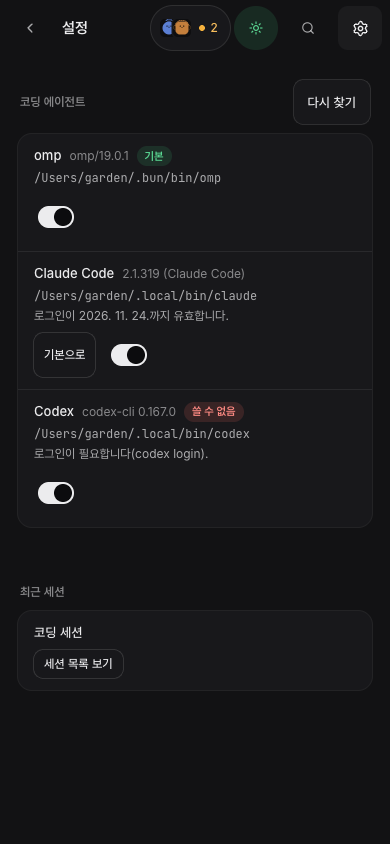 설정
2
코딩 에이전트
다시 찾기
omp omp/19.0.1 기본
/Users/garden/.bun/bin/omp
Claude Code 2.1.319 (Claude Code)
/Users/garden/.local/bin/claude
로그인이 2026. 11. 24.까지 유효합니다.
기본으로
Codex codex-cli 0.167.0 쓸 수 없음
/Users/garden/.local/bin/codex
로그인이 필요합니다(codex login).
최근 세션
코딩 세션
세션 목록 보기